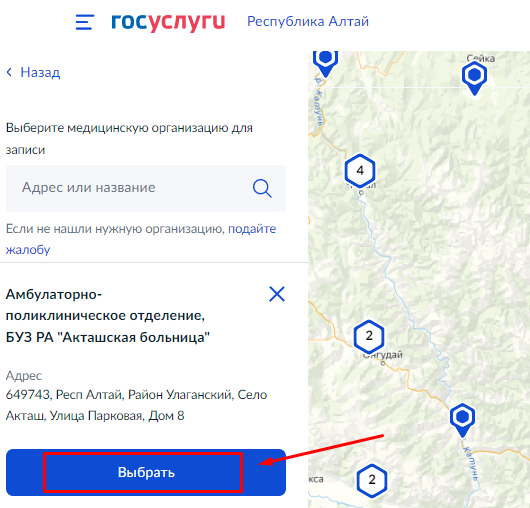 госуслуги
Республика Алтай
Назад
Выберите медицинскую организацию для
записи
Адрес или название
Если не нашли нужную организацию, подайте
жалобу
Амбулаторно-
поликлиническое отделение,
БУЗ РА "Акташская больница"
Адрес
649743, Респ Алтай, Район Улаганский, Село
Акташ, Улица Парковая, Дом 8
Выбрать
Сейка
р. Катунь
4
2
Онгудай
Катунь
2